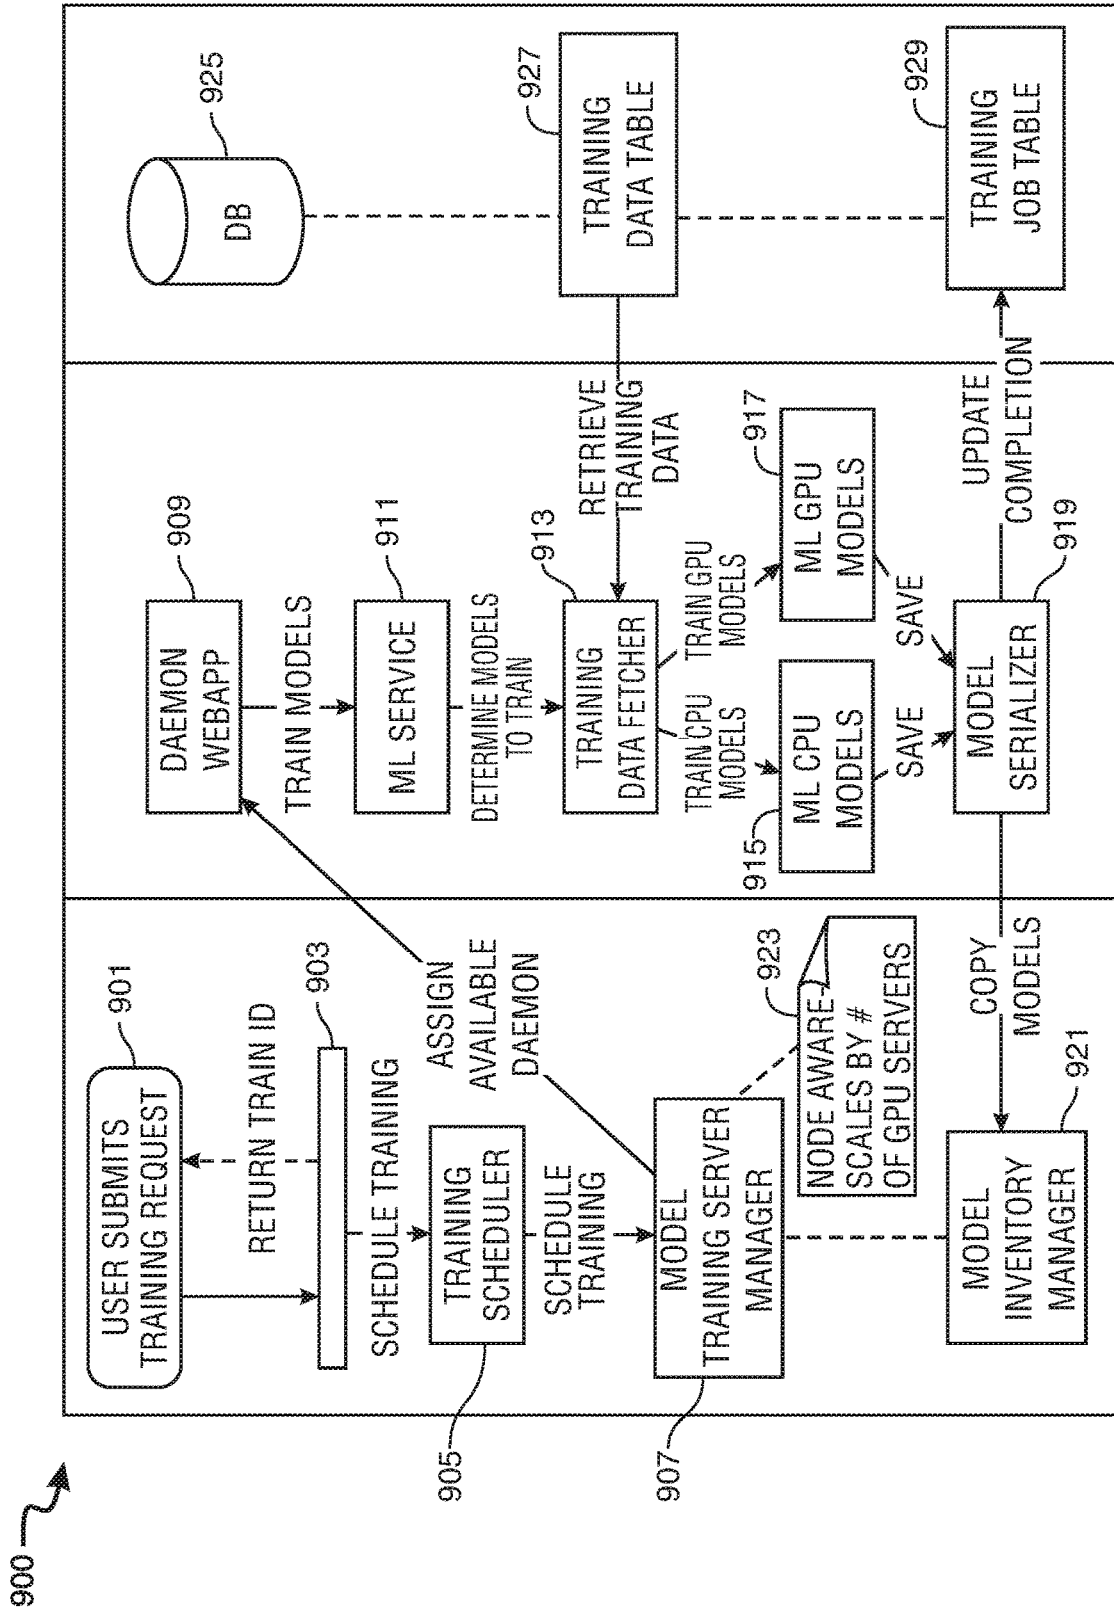 900
901
USER SUBMITS
TRAINING REQUEST
RETURN TRAIN ID
903
SCHEDULE TRAINING
905
TRAINING
SCHEDULER
SCHEDULE
TRAINING
ASSIGN
AVAILABLE
DAEMON
907
MODEL
TRAINING SERVER
MANAGER
923
NODE AWARE-
SCALES BY #
OF GPU SERVERS
MODEL
INVENTORY
MANAGER
921
COPY
MODELS
909
DAEMON
WEBAPP
TRAIN MODELS
911
ML SERVICE
DETERMINE MODELS
TO TRAIN
913
TRAINING
DATA FETCHER
RETRIEVE
TRAINING
DATA
TRAIN CPU
MODELS
TRAIN GPU
MODELS
915
ML CPU
MODELS
917
ML GPU
MODELS
SAVE
SAVE
MODEL
SERIALIZER
919
UPDATE
COMPLETION
925
DB
927
TRAINING
DATA TABLE
929
TRAINING
JOB TABLE